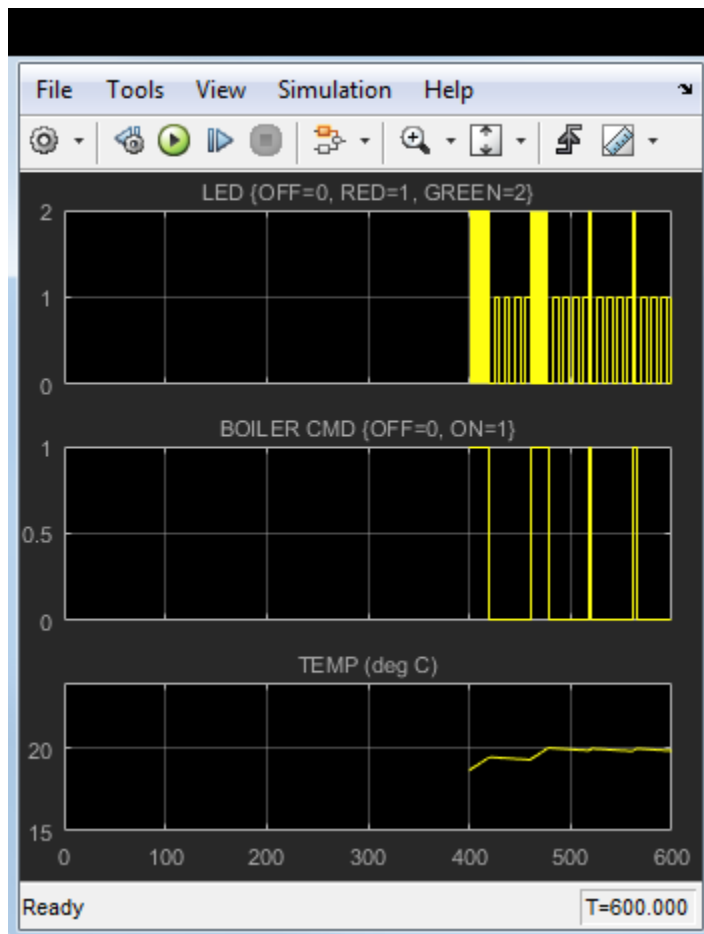 File Tools View Simulation Help
LED {OFF=0, RED=1, GREEN=2}
2
1
0
BOILER CMD {OFF=0, ON=1}
1
0.5
0
TEMP (deg C)
20
15
0 100 200 300 400 500 600
Ready T=600.000